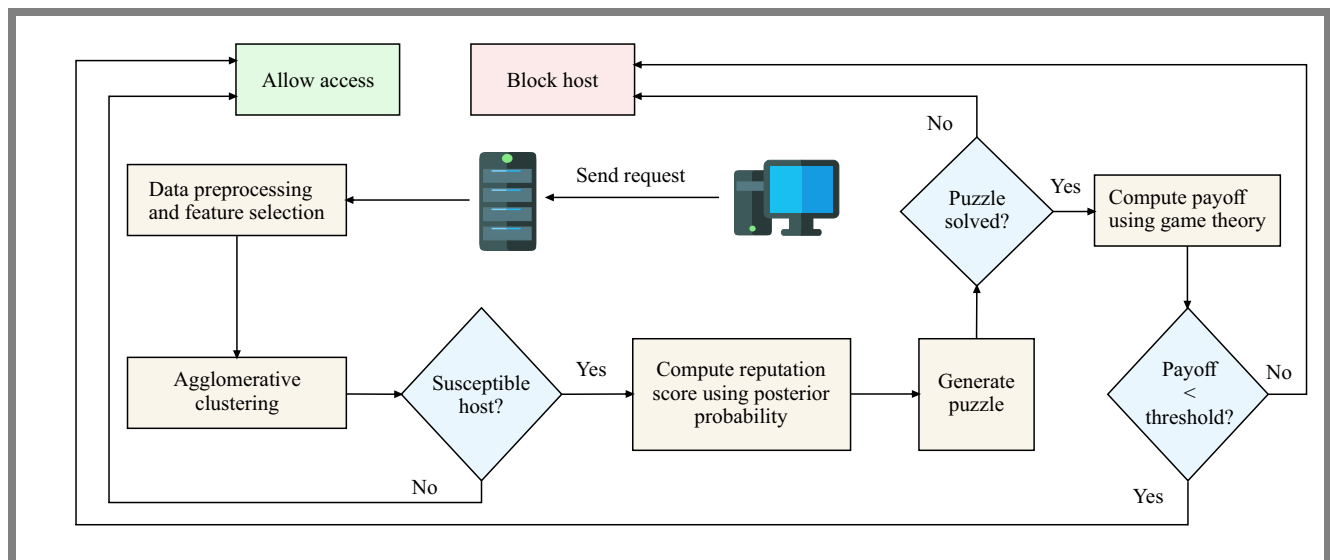 Allow access
Block host
No
Send request
Data preprocessing
and feature selection
Puzzle
solved?
Yes
Compute payoff
using game theory
Agglomerative
clustering
Susceptible
host?
Yes
Compute reputation
score using posterior
probability
Generate
puzzle
Payoff
<
threshold?
No
No
Yes